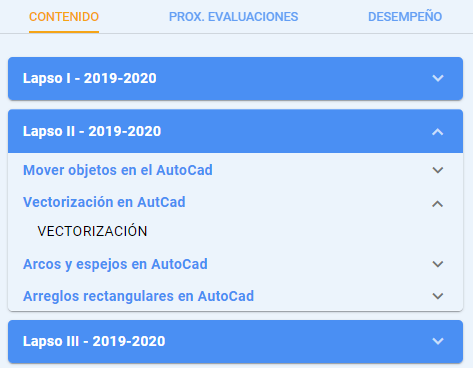 CONTENIDO PROX. EVALUACIONES DESEMPEÑO
Lapso I - 2019-2020
Lapso II - 2019-2020
Mover objetos en el AutoCad
Vectorización en AutCad
VECTORIZACIÓN
Arcos y espejos en AutoCad
Arreglos rectangulares en AutoCad
Lapso III - 2019-2020